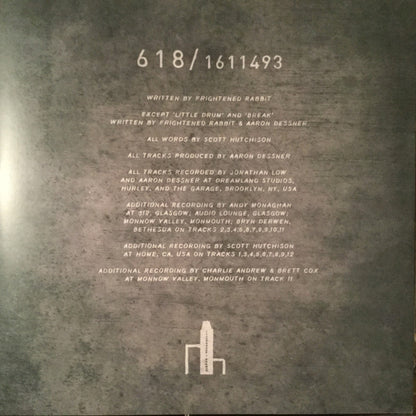 618/1611493
WRITTEN BY FRIGHTENED RABBIT
EXCEPT 'LITTLE DRUM' AND 'BREAK'
WRITTEN BY FRIGHTENED RABBIT & AARON DESSNER.
ALL WORDS BY SCOTT HUTCHISON
ALL TRACKS PRODUCED BY AARON DESSNER
ALL TRACKS RECORDED BY JONATHAN LOW
AND AARON DESSNER AT DREAMLAND STUDIOS,
HURLEY, AND THE GARAGE, BROOKLYN, NY, USA
ADDITIONAL RECORDING BY ANDY MONAGHAN
AT 812, GLASGOW, AUDIO LOUNGE, GLASGOW;
MONNOW VALLEY, MONMOUTH; BRYN DERWEN,
BETHESDA ON TRACKS 2,3,4,6,7,8,9,10,11
ADDITIONAL RECORDING BY SCOTT HUTCHISON
AT HOME, CA, USA ON TRACKS 1,3,4,5,6,7,8,9,12
ADDITIONAL RECORDING BY CHARLIE ANDREW & BRETT COX
AT MONNOW VALLEY, MONMOUTH ON TRACK 11